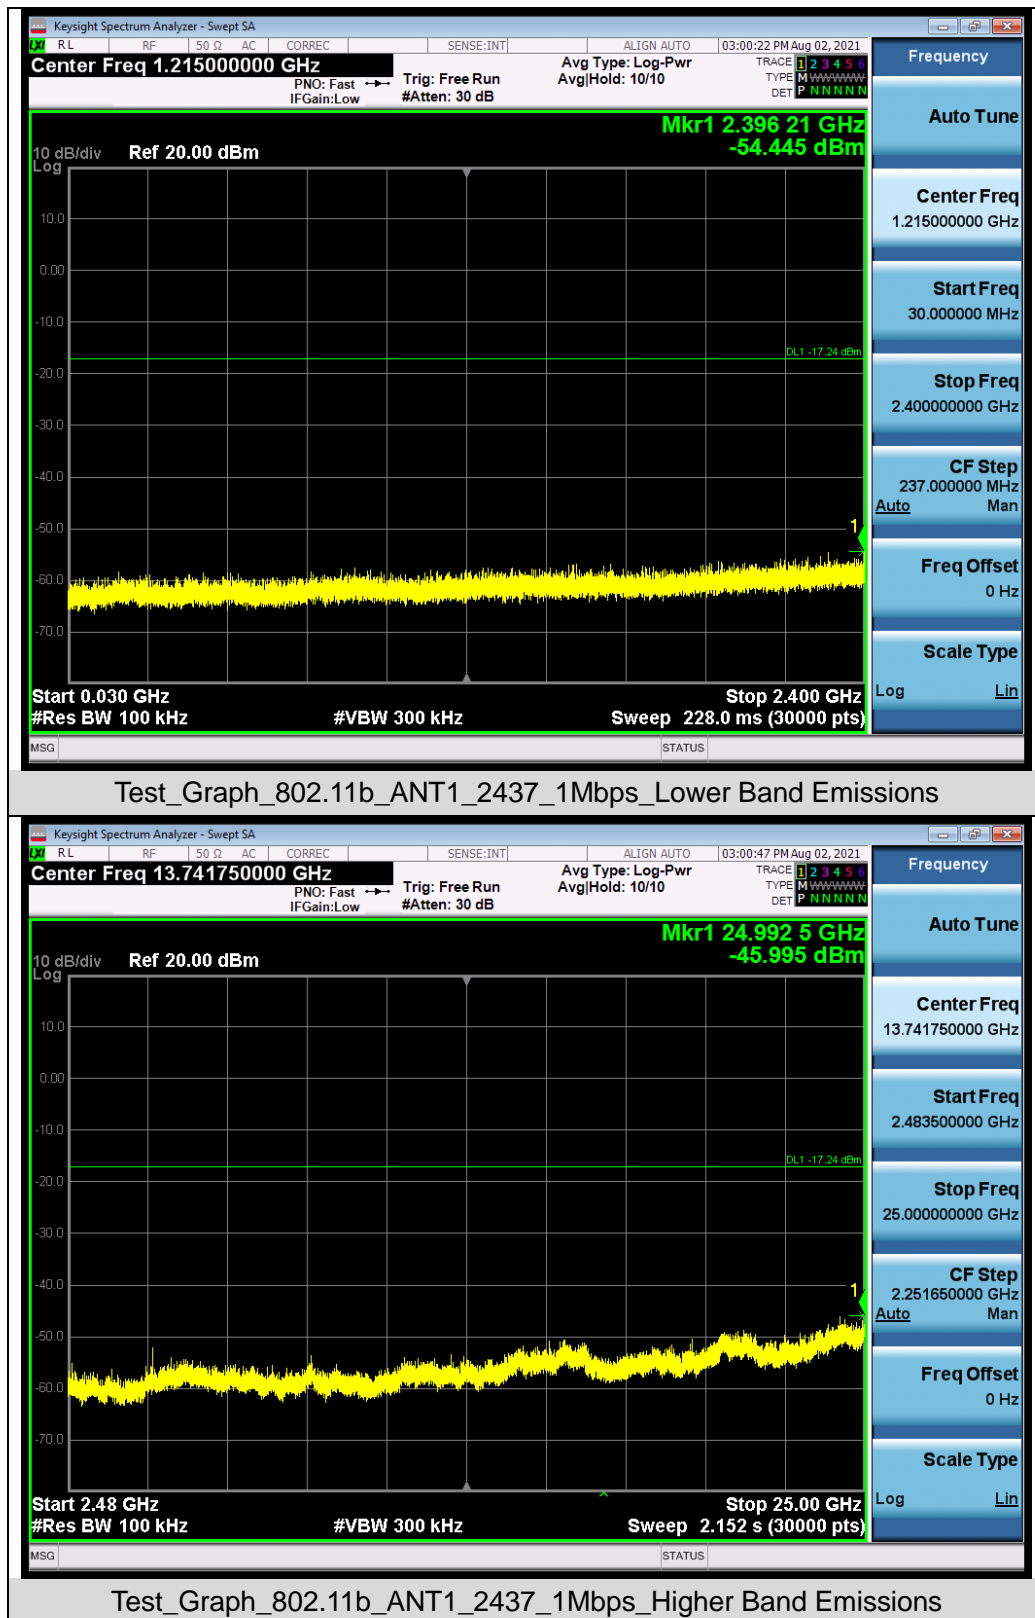 Keysight Spectrum Analyzer - Swept SA
LXI RL RF 50 Ω AC CORREC SENSE:INT ALIGN AUTO 03:00:22 PM Aug 02, 2021
Center Freq 1.215000000 GHz
PNO: Fast
IFGain:Low
Trig: Free Run
#Atten: 30 dB
Avg Type: Log-Pwr
Avg|Hold: 10/10
TRACE 1 2 3 4 5 6
TYPE M W W W W W
DET P N N N N N
Mkr1 2.396 21 GHz
-54.445 dBm
10 dB/div Ref 20.00 dBm
Log
10.0
0.00
-10.0
DL1 -17.24 dBm
-20.0
-30.0
-40.0
-50.0
1
-60.0
-70.0
Start 0.030 GHz Stop 2.400 GHz
#Res BW 100 kHz #VBW 300 kHz Sweep 228.0 ms (30000 pts)
MSG STATUS
Frequency
Auto Tune
Center Freq
1.215000000 GHz
Start Freq
30.000000 MHz
Stop Freq
2.400000000 GHz
CF Step
237.000000 MHz
Auto Man
Freq Offset
0 Hz
Scale Type
Log Lin
Test_Graph_802.11b_ANT1_2437_1Mbps_Lower Band Emissions
Keysight Spectrum Analyzer - Swept SA
LXI RL RF 50 Ω AC CORREC SENSE:INT ALIGN AUTO 03:00:47 PM Aug 02, 2021
Center Freq 13.741750000 GHz
PNO: Fast
IFGain:Low
Trig: Free Run
#Atten: 30 dB
Avg Type: Log-Pwr
Avg|Hold: 10/10
TRACE 1 2 3 4 5 6
TYPE M W W W W W
DET P N N N N N
Mkr1 24.992 5 GHz
-45.995 dBm
10 dB/div Ref 20.00 dBm
Log
10.0
0.00
-10.0
DL1 -17.24 dBm
-20.0
-30.0
-40.0
1
-50.0
-60.0
-70.0
Start 2.48 GHz Stop 25.00 GHz
#Res BW 100 kHz #VBW 300 kHz Sweep 2.152 s (30000 pts)
MSG STATUS
Frequency
Auto Tune
Center Freq
13.741750000 GHz
Start Freq
2.483500000 GHz
Stop Freq
25.000000000 GHz
CF Step
2.251650000 GHz
Auto Man
Freq Offset
0 Hz
Scale Type
Log Lin
Test_Graph_802.11b_ANT1_2437_1Mbps_Higher Band Emissions